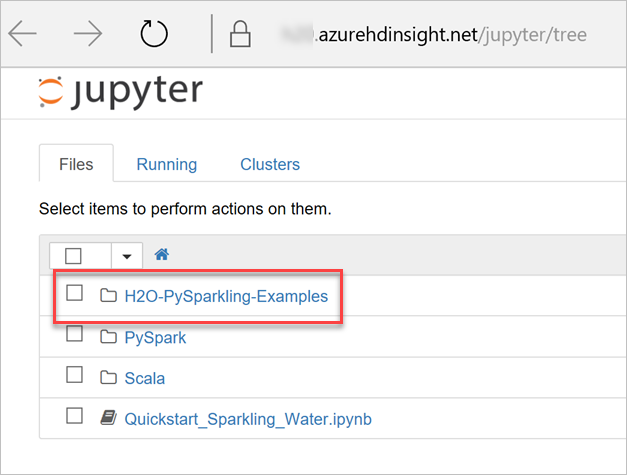 .azurehdinsight.net/jupyter/tree
jupyter
Files Running Clusters
Select items to perform actions on them.
H2O-PySparkling-Examples
PySpark
Scala
Quickstart_Sparkling_Water.ipynb